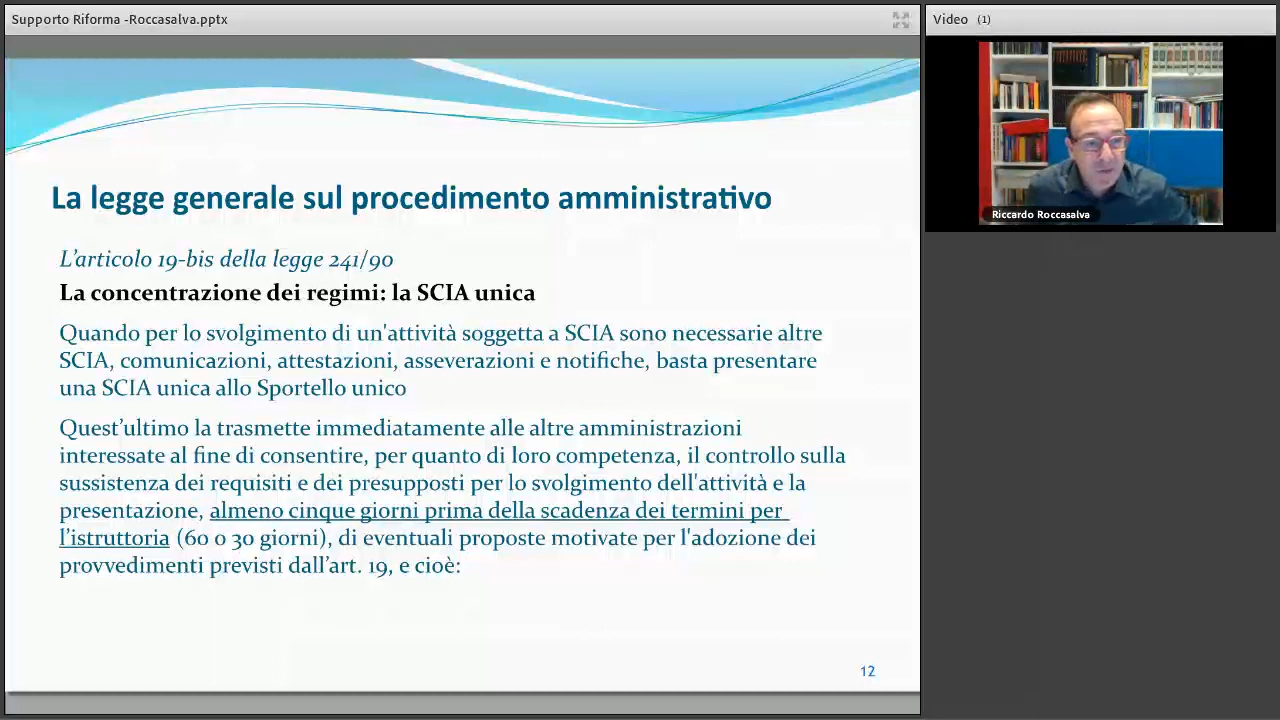 Supporto Riforma -Roccasalva.pptx
Video (1)
Riccardo Roccasalva
La legge generale sul procedimento amministrativo
L’articolo 19-bis della legge 241/90
La concentrazione dei regimi: la SCIA unica
Quando per lo svolgimento di un'attività soggetta a SCIA sono necessarie altre
SCIA, comunicazioni, attestazioni, asseverazioni e notifiche, basta presentare
una SCIA unica allo Sportello unico
Quest’ultimo la trasmette immediatamente alle altre amministrazioni
interessate al fine di consentire, per quanto di loro competenza, il controllo sulla
sussistenza dei requisiti e dei presupposti per lo svolgimento dell'attività e la
presentazione, almeno cinque giorni prima della scadenza dei termini per
l’istruttoria (60 o 30 giorni), di eventuali proposte motivate per l'adozione dei
provvedimenti previsti dall’art. 19, e cioè:
12